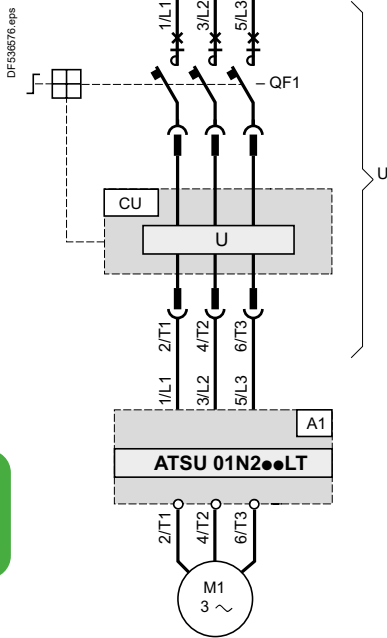 DF536576.eps
1/L1 3/L2 5/L3
QF1
U
CU
U
2/T1 4/T2 6/T3
1/L1 3/L2 5/L3
A1
ATSU 01N2●●LT
2/T1 4/T2 6/T3
M1
3 ~